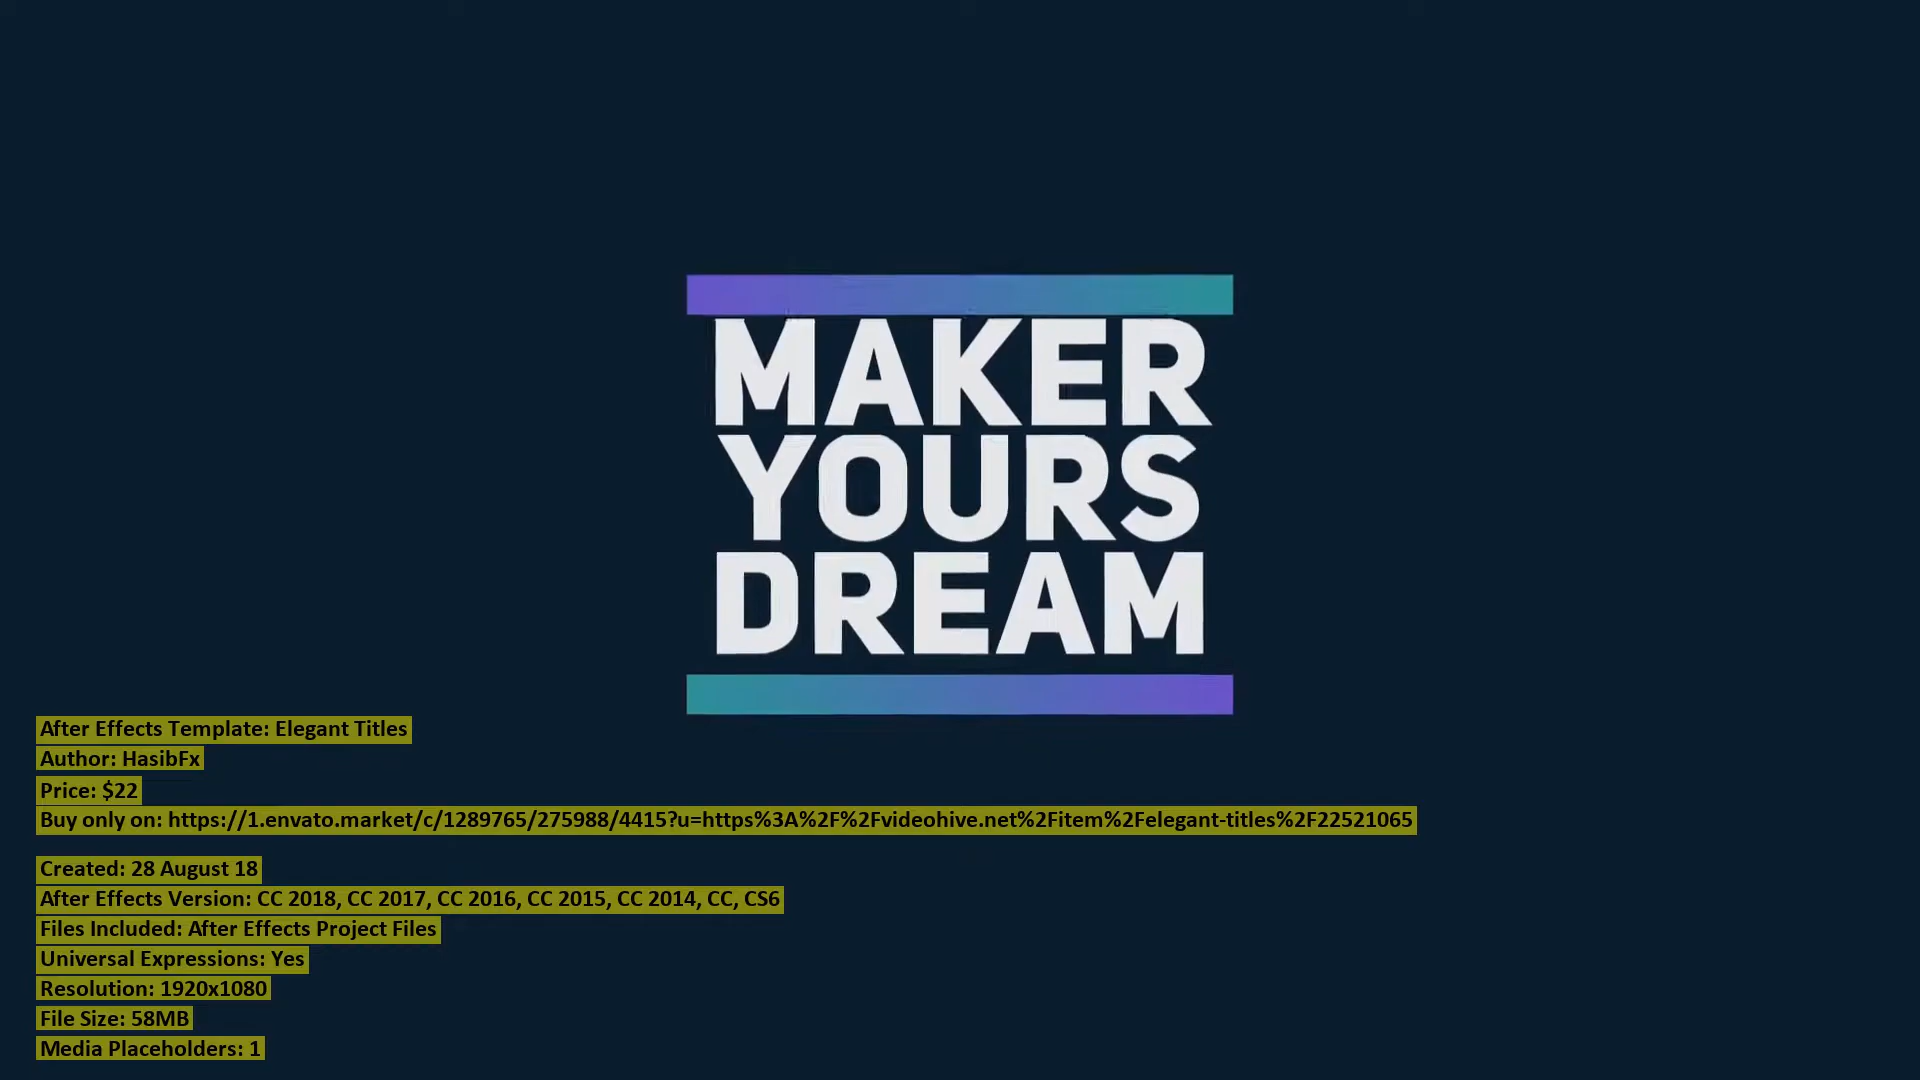 MAKER
YOURS
DREAM
After Effects Template: Elegant Titles
Author: HasibFx
Price: $22
Buy only on: https://1.envato.market/c/1289765/275988/4415?u=https%3A%2F%2Fvideohive.net%2Fitem%2Felegant-titles%2F22521065
Created: 28 August 18
After Effects Version: CC 2018, CC 2017, CC 2016, CC 2015, CC 2014, CC, CS6
Files Included: After Effects Project Files
Universal Expressions: Yes
Resolution: 1920x1080
File Size: 58MB
Media Placeholders: 1